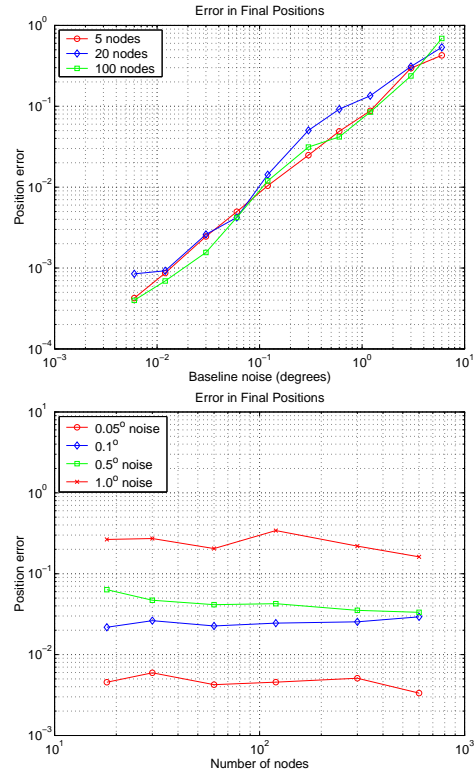 Error in Final Positions
5 nodes
20 nodes
100 nodes
Position error
10^0
10^-1
10^-2
10^-3
10^-4
10^-3
10^-2
10^-1
10^0
10^1
Baseline noise (degrees)
Error in Final Positions
0.05° noise
0.1°
0.5° noise
1.0° noise
Position error
10^1
10^0
10^-1
10^-2
10^-3
10^1
10^2
10^3
Number of nodes